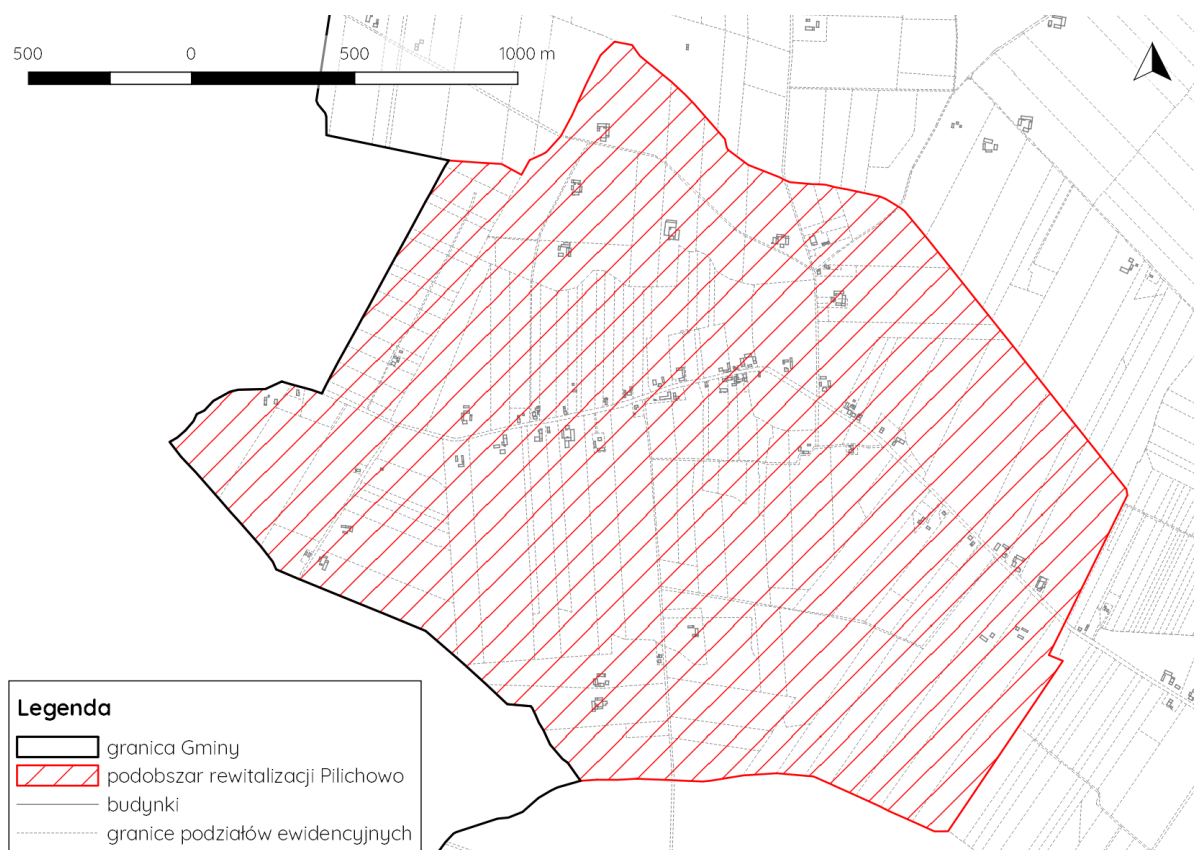 500 0 500 1000 m
Legenda
granica Gminy
podobszar rewitalizacji Pilichowo
budynki
granice podziałów ewidencyjnych